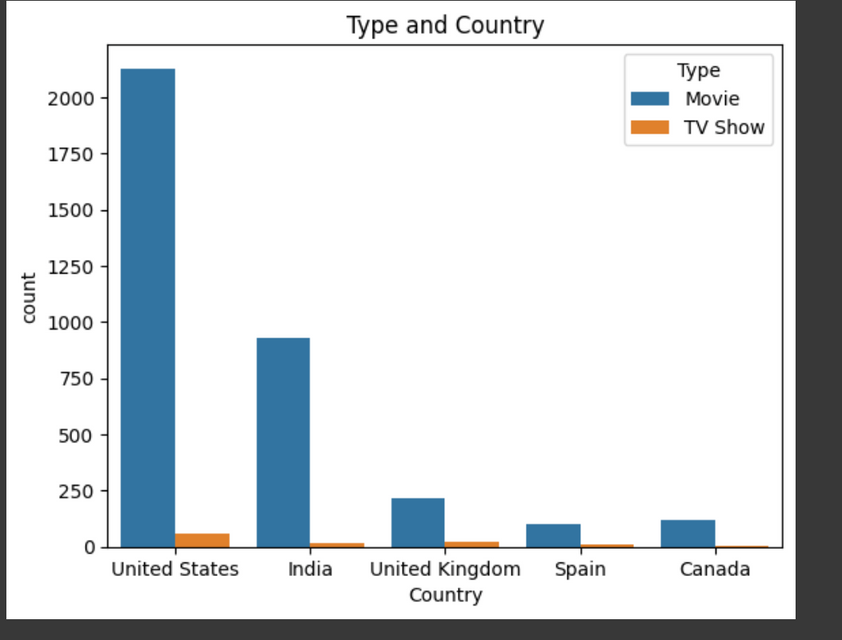 Type and Country
Type
Movie
TV Show
count
2000
1750
1500
1250
1000
750
500
250
0
United States India United Kingdom Spain Canada
Country